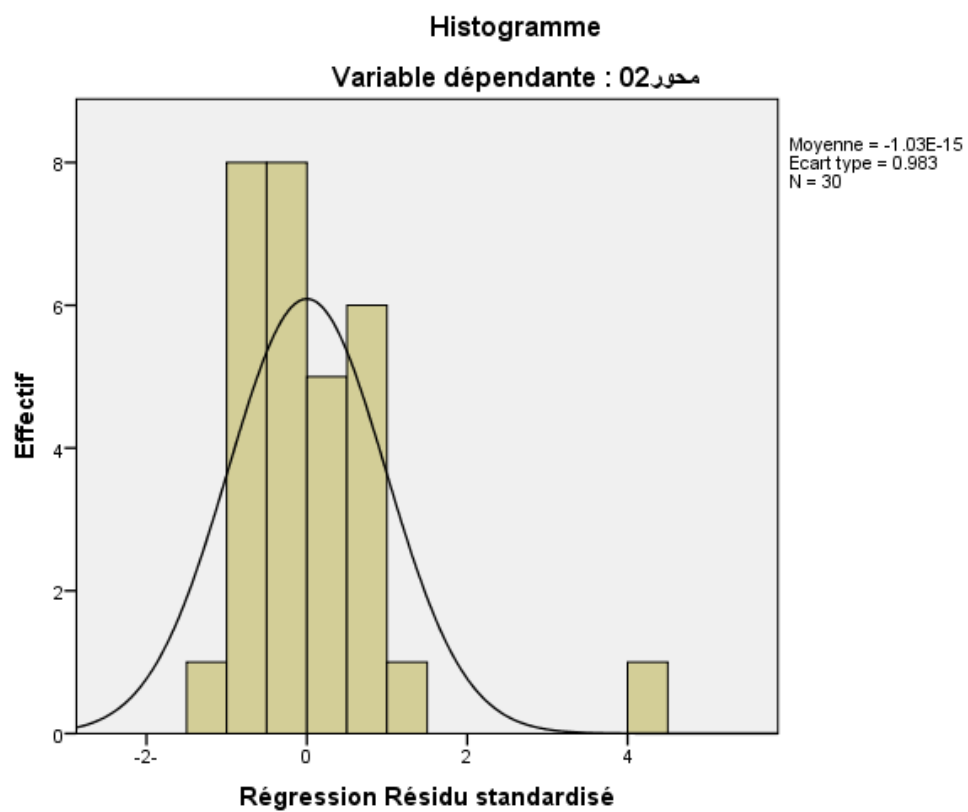 Histogramme
Variable dépendante : محور02
Moyenne = -1.03E-15
Ecart type = 0.983
N = 30
8
6
4
2
0
Effectif
-2-
0
2
4
Régression Résidu standardisé